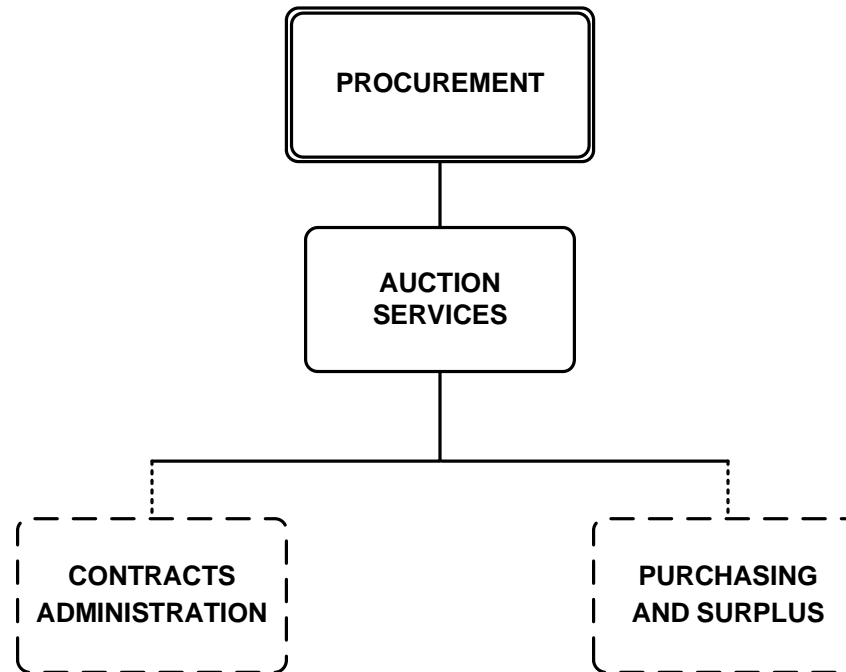 PROCUREMENT
AUCTION
SERVICES
CONTRACTS
ADMINISTRATION
PURCHASING
AND SURPLUS